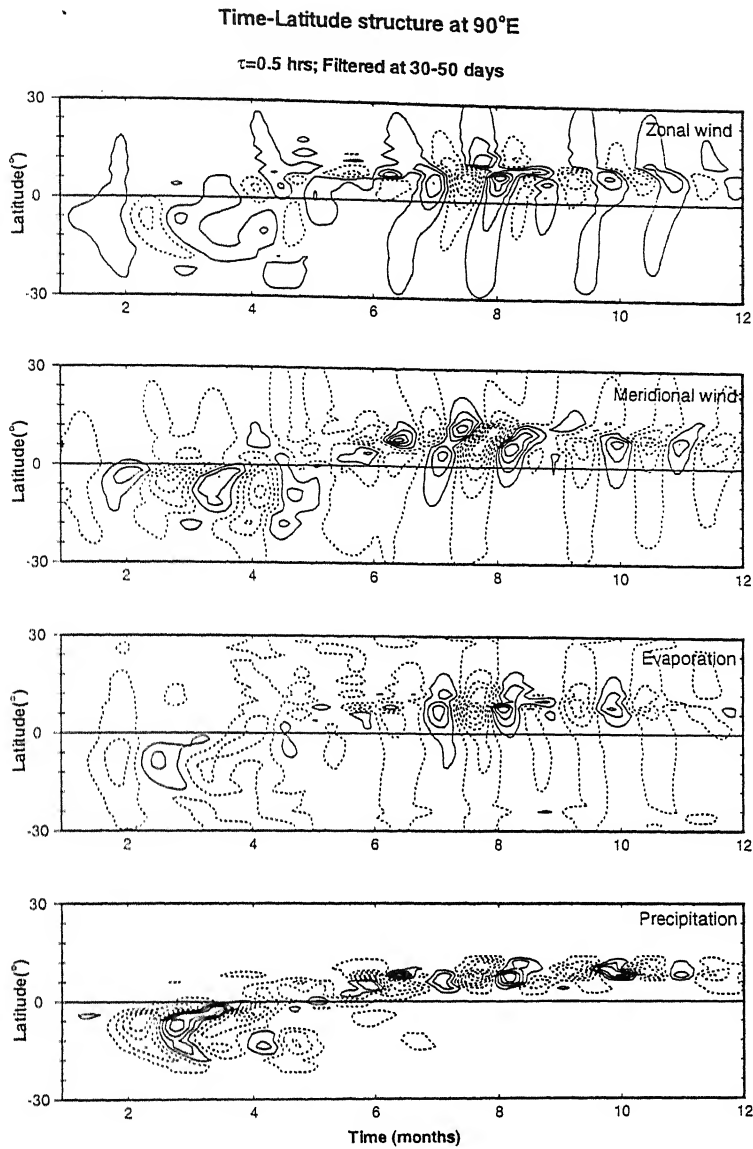 Time-Latitude structure at 90°E
τ=0.5 hrs; Filtered at 30-50 days
30
Zonal wind
Latitude(°)
0
-30
2 4 6 8 10 12
30
Meridional wind
Latitude(°)
0
-30
2 4 6 8 10 12
30
Evaporation
Latitude(°)
0
-30
2 4 6 8 10 12
30
Precipitation
Latitude(°)
0
-30
2 4 6 8 10 12
Time (months)